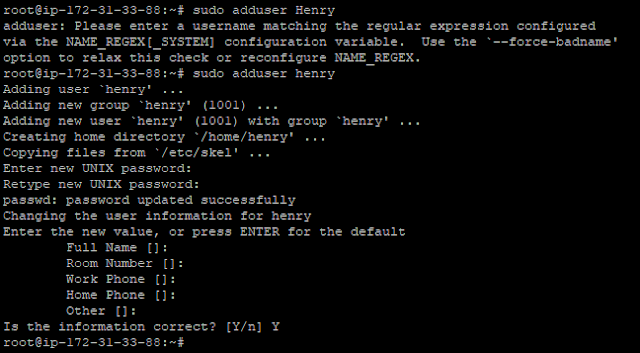 root@ip-172-31-33-88:~# sudo adduser Henry
adduser: Please enter a username matching the regular expression configured
via the NAME_REGEX[_SYSTEM] configuration variable.  Use the `--force-badname'
option to relax this check or reconfigure NAME_REGEX.
root@ip-172-31-33-88:~# sudo adduser henry
Adding user `henry' ...
Adding new group `henry' (1001) ...
Adding new user `henry' (1001) with group `henry' ...
Creating home directory `/home/henry' ...
Copying files from `/etc/skel' ...
Enter new UNIX password:
Retype new UNIX password:
passwd: password updated successfully
Changing the user information for henry
Enter the new value, or press ENTER for the default
        Full Name []:
        Room Number []:
        Work Phone []:
        Home Phone []:
        Other []:
Is the information correct? [Y/n] Y
root@ip-172-31-33-88:~#